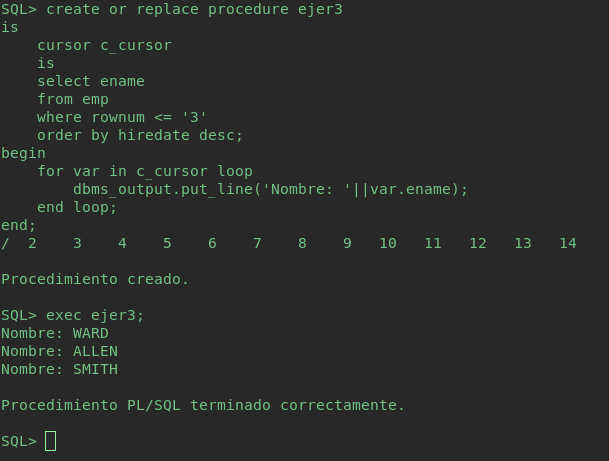 SQL> create or replace procedure ejer3
is
    cursor c_cursor
    is
    select ename
    from emp
    where rownum <= '3'
    order by hiredate desc;
begin
    for var in c_cursor loop
        dbms_output.put_line('Nombre: '||var.ename);
    end loop;
end;
/  2    3    4    5    6    7    8    9   10   11   12   13   14
Procedimiento creado.
SQL> exec ejer3;
Nombre: WARD
Nombre: ALLEN
Nombre: SMITH
Procedimiento PL/SQL terminado correctamente.
SQL>